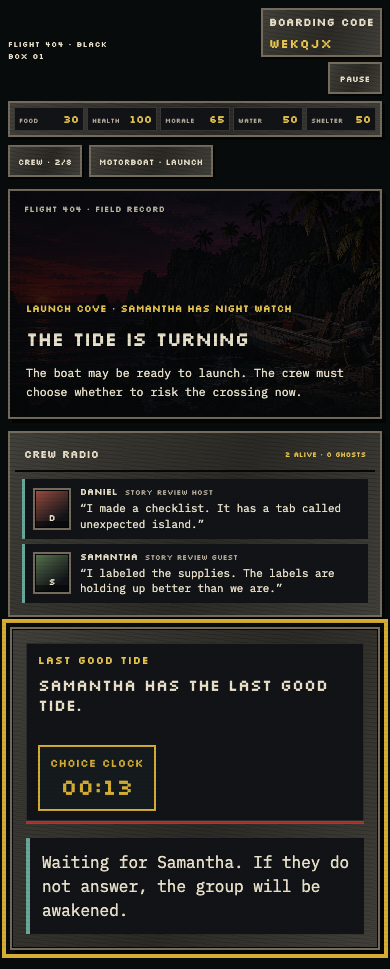 BOARDING CODE
WEKQJX
FLIGHT 404 · BLACK
BOX 01
PAUSE
FOOD 30 HEALTH 100 MORALE 65 WATER 50 SHELTER 50
CREW · 2/8 MOTORBOAT · LAUNCH
FLIGHT 404 · FIELD RECORD
LAUNCH COVE · SAMANTHA HAS NIGHT WATCH
THE TIDE IS TURNING
The boat may be ready to launch. The crew must
choose whether to risk the crossing now.
CREW RADIO 2 ALIVE · 0 GHOSTS
DANIEL STORY REVIEW HOST
D
“I made a checklist. It has a tab called
unexpected island.”
SAMANTHA STORY REVIEW GUEST
S
“I labeled the supplies. The labels are
holding up better than we are.”
LAST GOOD TIDE
SAMANTHA HAS THE LAST GOOD
TIDE.
CHOICE CLOCK
00:13
Waiting for Samantha. If they do
not answer, the group will be
awakened.